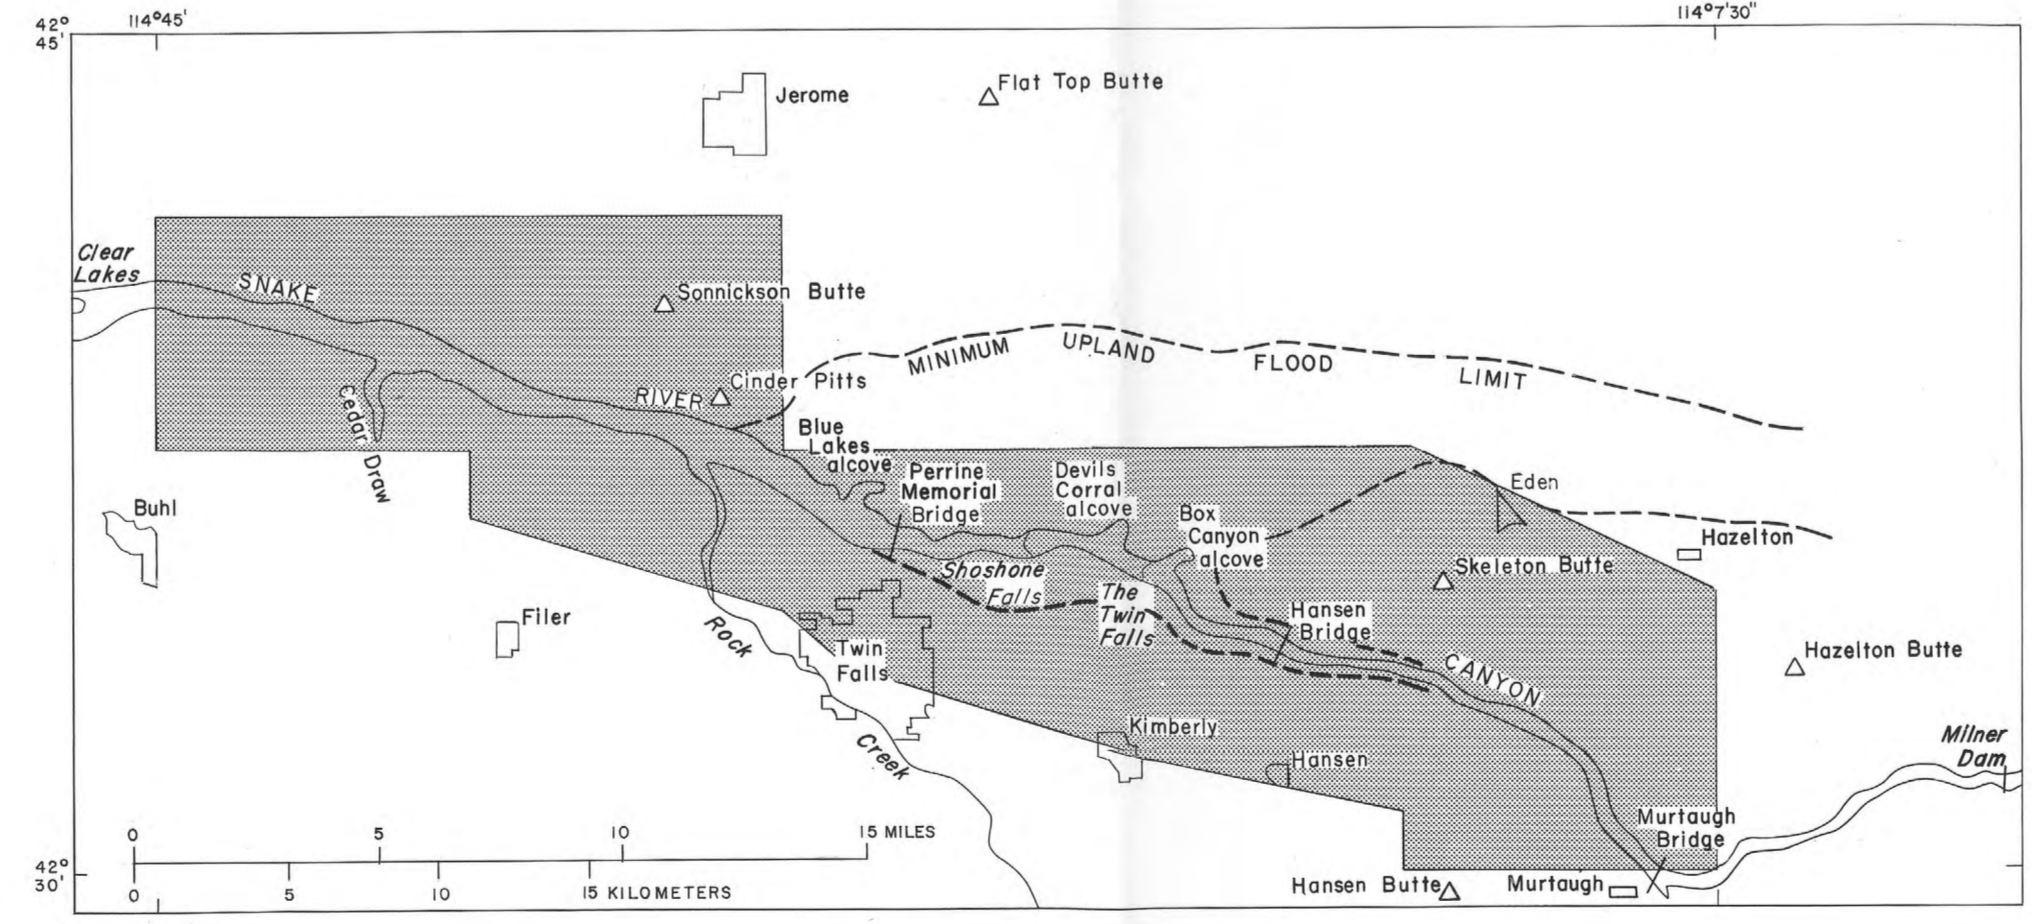 114°45'
114°7'30"
42°
45'
Jerome
Flat Top Butte
Clear
Lakes
SNAKE
Sonnickson Butte
MINIMUM UPLAND FLOOD LIMIT
Cinder Pitts
RIVER
Cedar Draw
Blue
Lakes
alcove
Perrine
Memorial
Bridge
Devils
Corral
alcove
Box
Canyon
alcove
Eden
Buhl
Hazelton
Shoshone
Falls
The
Twin
Falls
Skeleton Butte
Filer
Hansen
Bridge
Rock
Twin
Falls
CANYON
Hazelton Butte
Kimberly
Creek
Hansen
Milner
Dam
Murtaugh
Bridge
0 5 10 15 MILES
42°
30'
0 5 10 15 KILOMETERS
Hansen Butte
Murtaugh